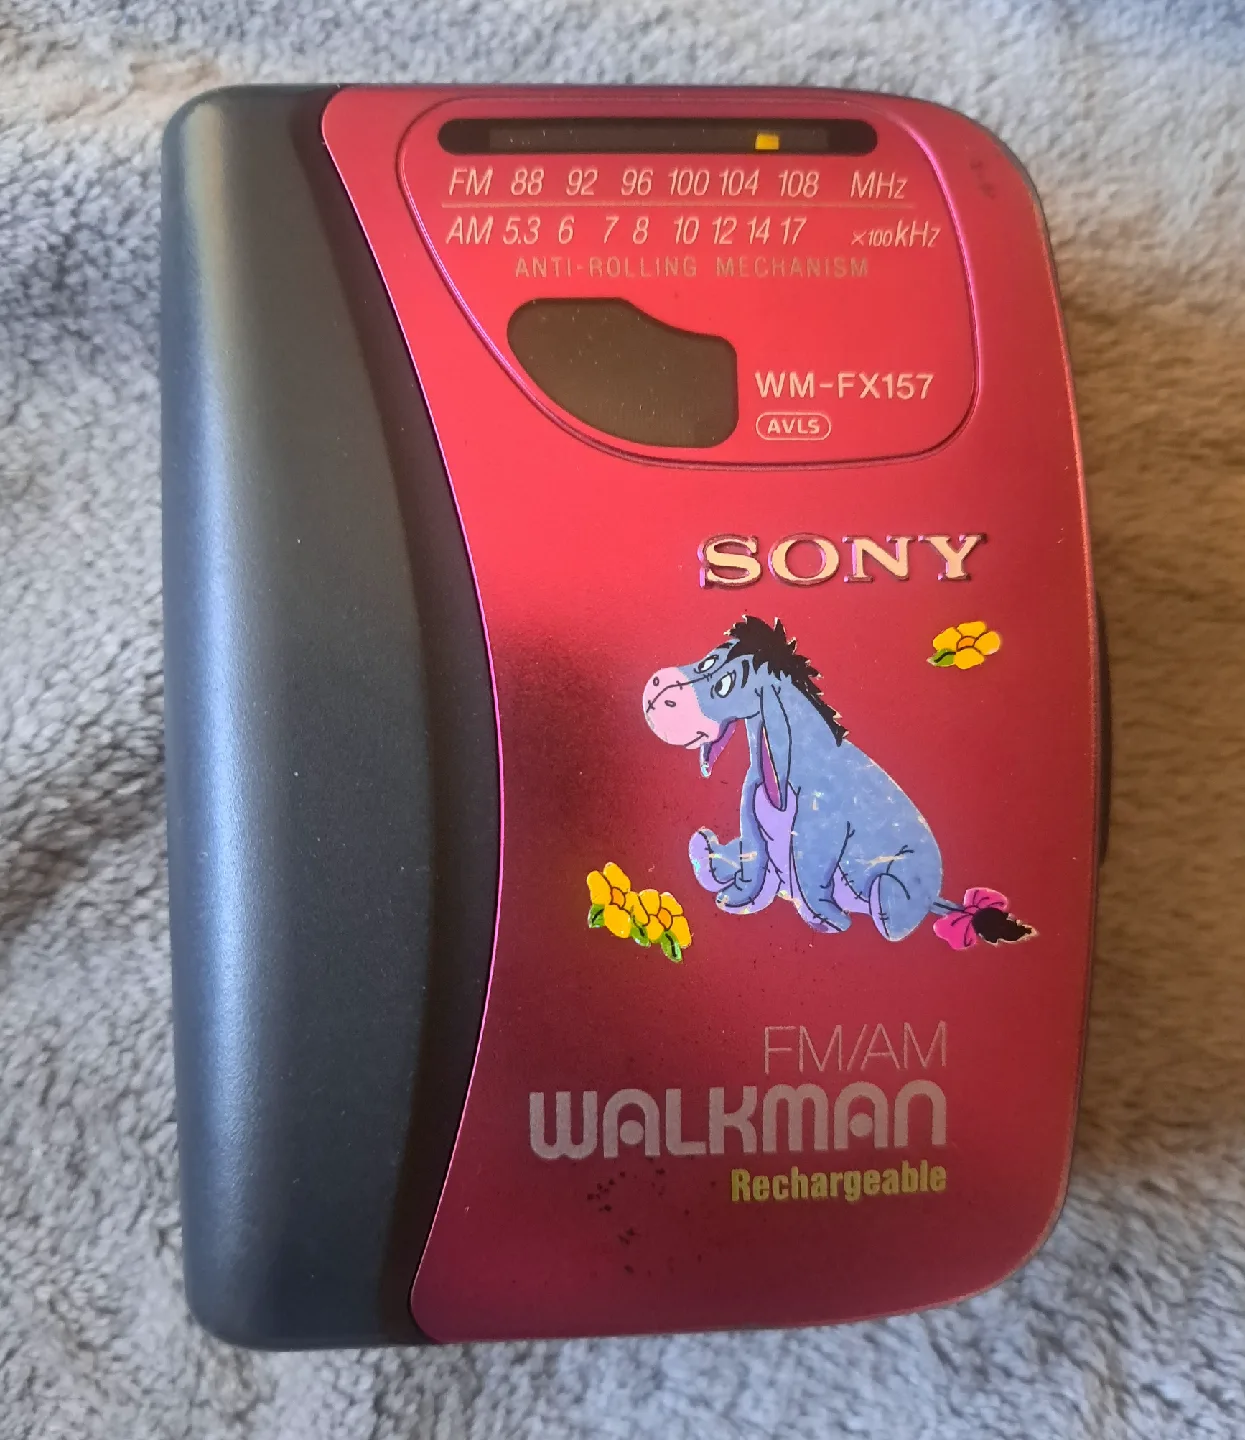 FM 88 92 96 100 104 108 MHz
AM 5.3 6 7 8 10 12 14 17 ×100kHz
ANTI-ROLLING MECHANISM
WM-FX157
AVLS
SONY
FM/AM
WALKMAN
Rechargeable